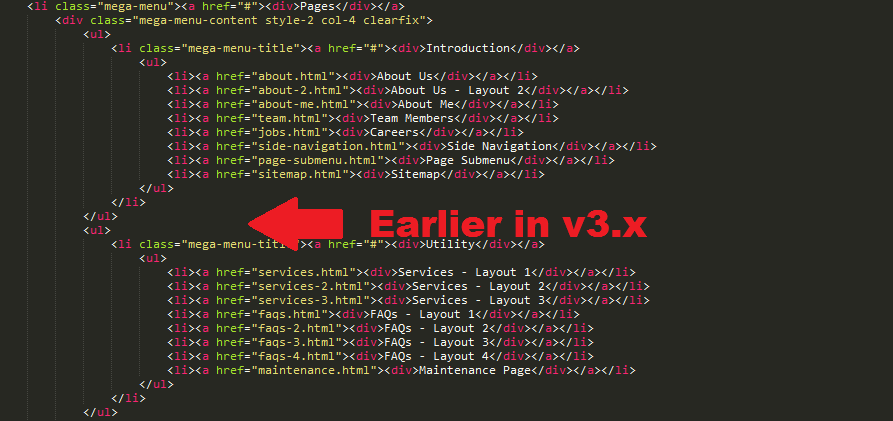 <li class="mega-menu"><a href="#"><div>Pages</div></a>
<div class="mega-menu-content style-2 col-4 clearfix">
<ul>
<li class="mega-menu-title"><a href="#"><div>Introduction</div></a>
<ul>
<li><a href="about.html"><div>About Us</div></a></li>
<li><a href="about-2.html"><div>About Us - Layout 2</div></a></li>
<li><a href="about-me.html"><div>About Me</div></a></li>
<li><a href="team.html"><div>Team Members</div></a></li>
<li><a href="jobs.html"><div>Careers</div></a></li>
<li><a href="side-navigation.html"><div>Side Navigation</div></a></li>
<li><a href="page-submenu.html"><div>Page Submenu</div></a></li>
<li><a href="sitemap.html"><div>Sitemap</div></a></li>
</ul>
</li>
</ul>
Earlier in v3.x
<ul>
<li class="mega-menu-title"><a href="#"><div>Utility</div></a>
<ul>
<li><a href="services.html"><div>Services - Layout 1</div></a></li>
<li><a href="services-2.html"><div>Services - Layout 2</div></a></li>
<li><a href="services-3.html"><div>Services - Layout 3</div></a></li>
<li><a href="faqs.html"><div>FAQs - Layout 1</div></a></li>
<li><a href="faqs-2.html"><div>FAQs - Layout 2</div></a></li>
<li><a href="faqs-3.html"><div>FAQs - Layout 3</div></a></li>
<li><a href="faqs-4.html"><div>FAQs - Layout 4</div></a></li>
<li><a href="maintenance.html"><div>Maintenance Page</div></a></li>
</ul>
</li>
</ul>